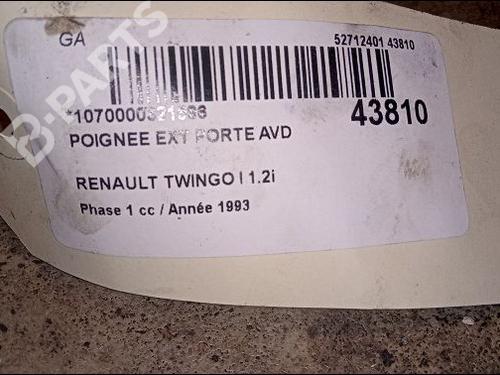 GA
52712401 43810
43810
POIGNEE EXT PORTE AVD
RENAULT TWINGO I 1.2i
Phase 1 cc / Année 1993
B-PARTS